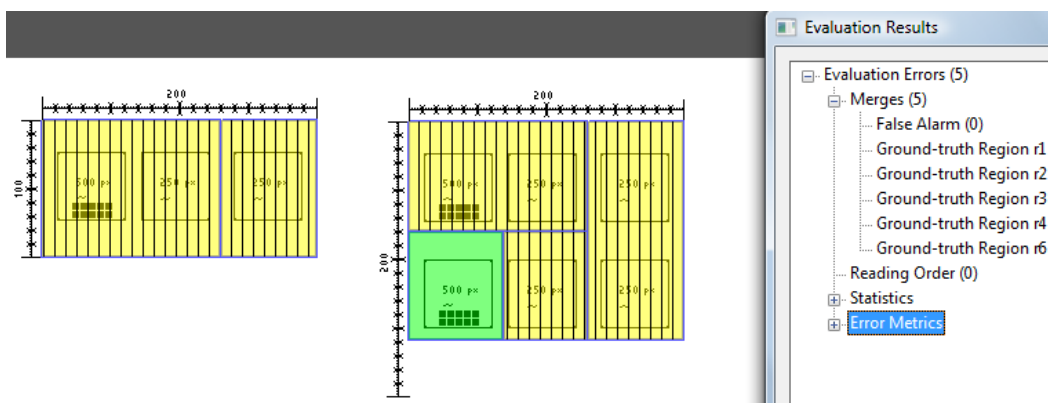 200
100
500 px
~
250 px
~
250 px
~
200
200
500 px
~
250 px
~
250 px
~
500 px
~
250 px
~
250 px
~
Evaluation Results
Evaluation Errors (5)
Merges (5)
False Alarm (0)
Ground-truth Region r1
Ground-truth Region r2
Ground-truth Region r3
Ground-truth Region r4
Ground-truth Region r6
Reading Order (0)
Statistics
Error Metrics